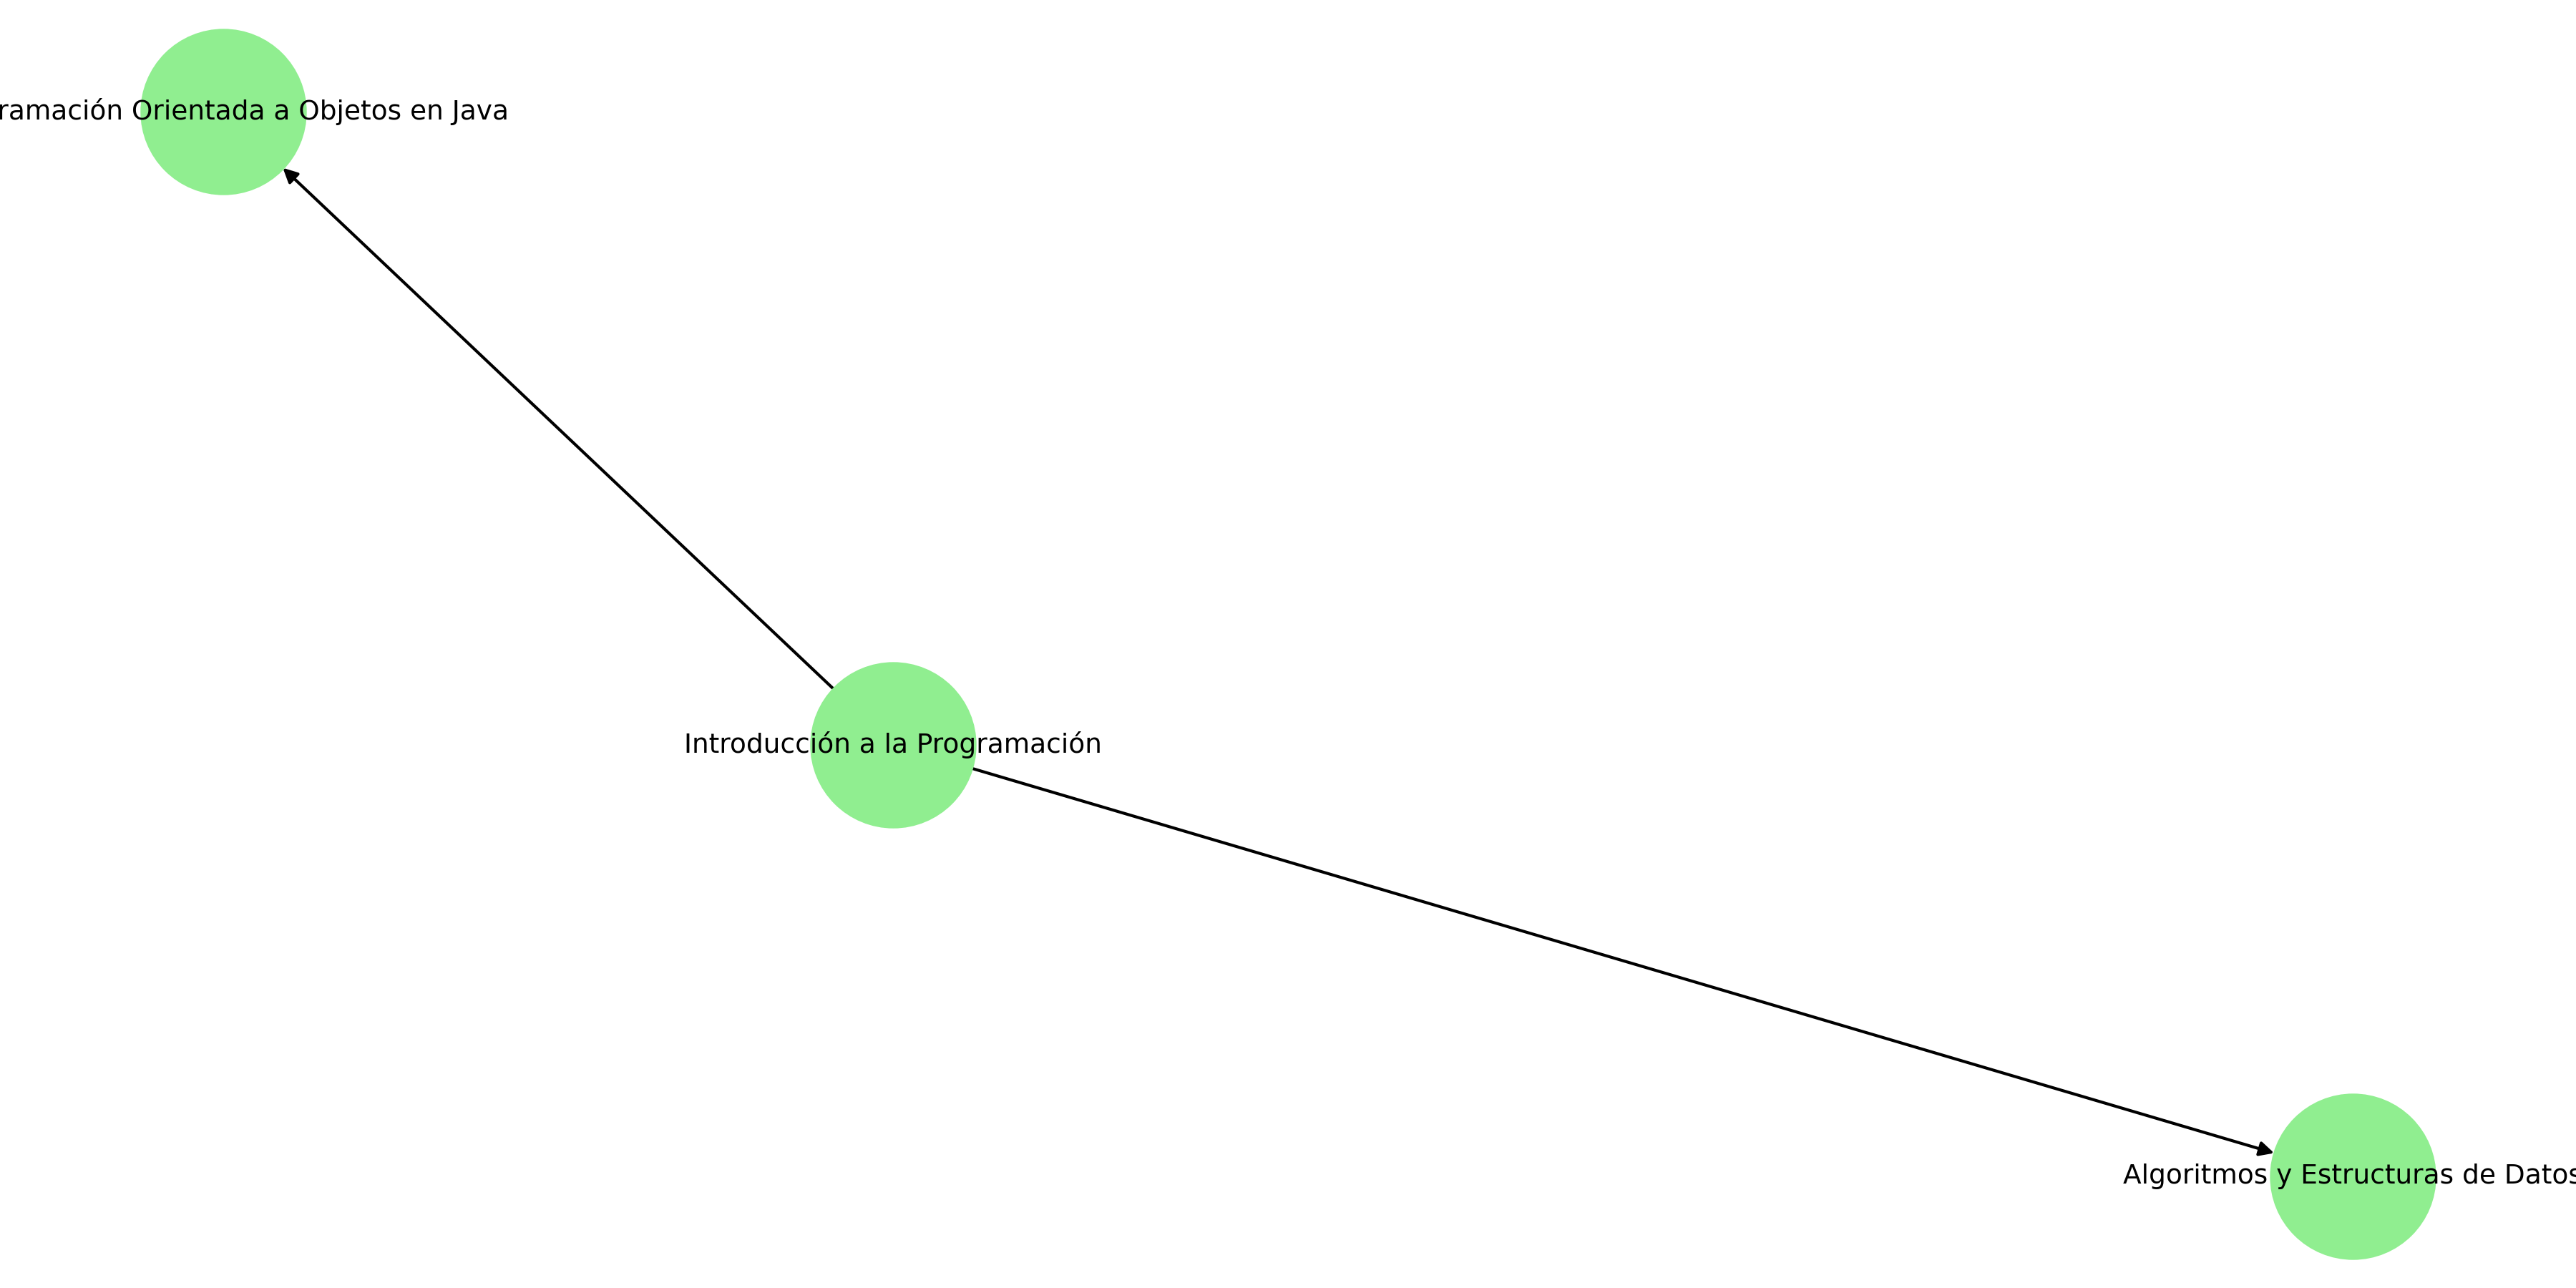 ramación Orientada a Objetos en Java
Introducción a la Programación
Algoritmos y Estructuras de Datos